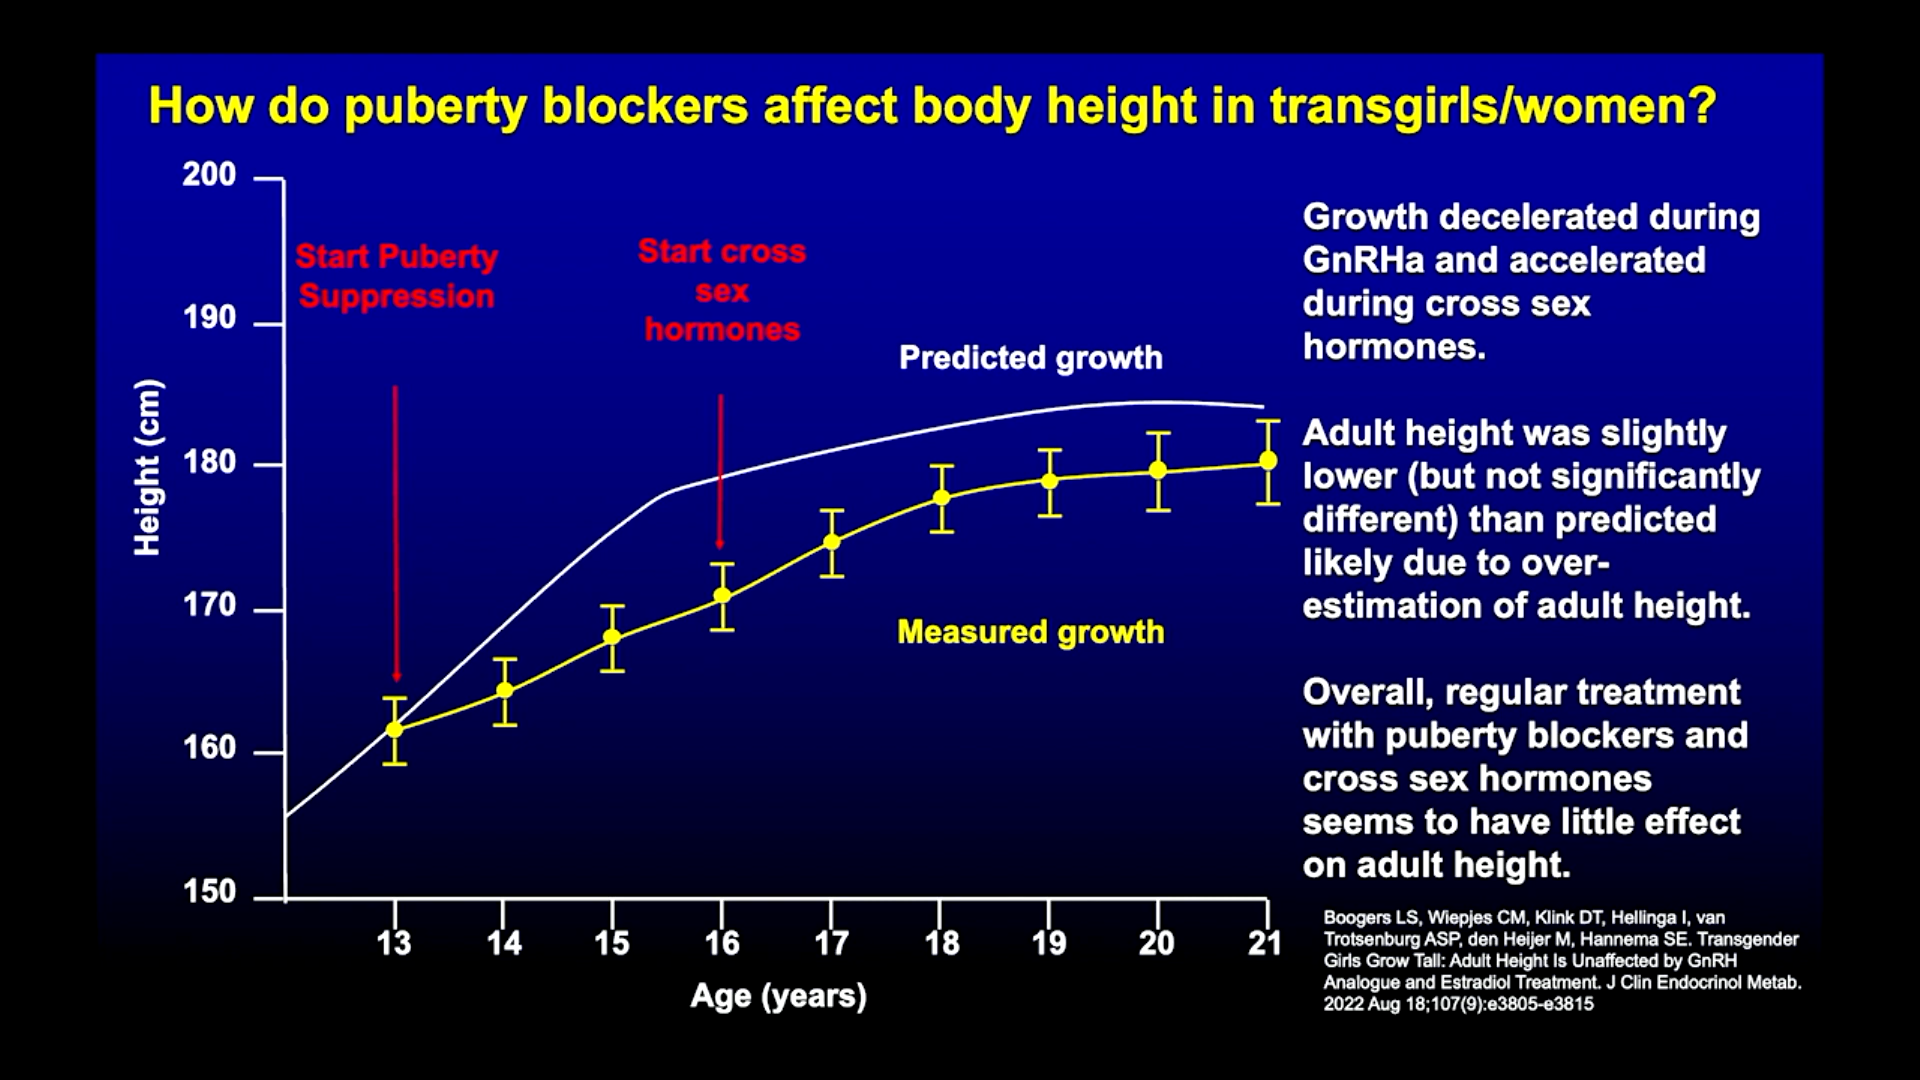 How do puberty blockers affect body height in transgirls/women?
200
190
180
170
160
150
Height (cm)
Start Puberty
Suppression
Start cross
sex
hormones
Predicted growth
Measured growth
13 14 15 16 17 18 19 20 21
Age (years)
Growth decelerated during
GnRHa and accelerated
during cross sex
hormones.
Adult height was slightly
lower (but not significantly
different) than predicted
likely due to over-
estimation of adult height.
Overall, regular treatment
with puberty blockers and
cross sex hormones
seems to have little effect
on adult height.
Boogers LS, Wiepjes CM, Klink DT, Hellinga I, van
Trotsenburg ASP, den Heijer M, Hannema SE. Transgender
Girls Grow Tall: Adult Height Is Unaffected by GnRH
Analogue and Estradiol Treatment. J Clin Endocrinol Metab.
2022 Aug 18;107(9):e3805-e3815